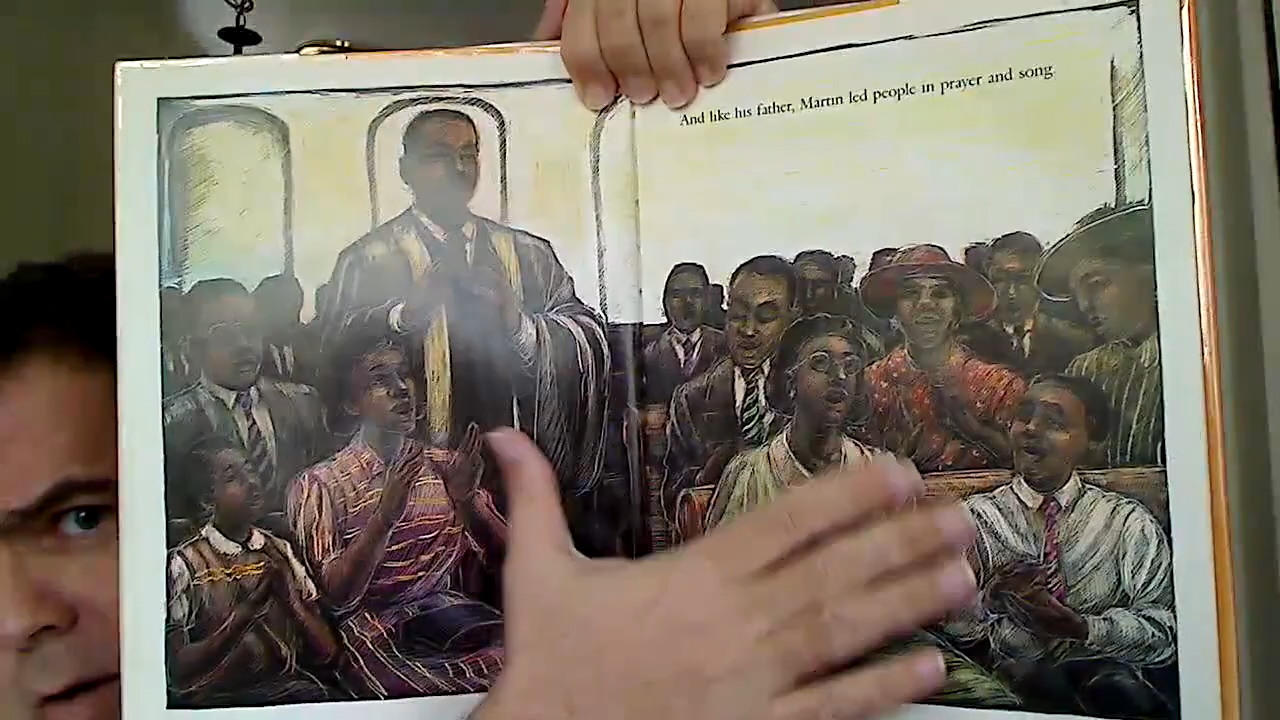 And like his father, Martin led people in prayer and song.